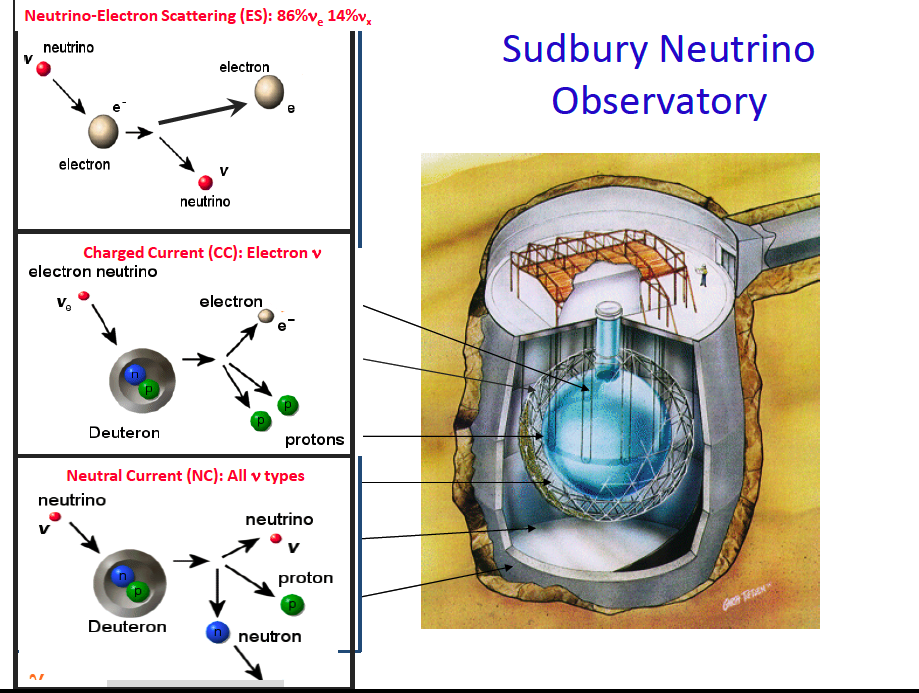 Neutrino-Electron Scattering (ES): 86%νe 14%νx
neutrino
ν
electron
e-
e
electron
ν
neutrino
Sudbury Neutrino
Observatory
Charged Current (CC): Electron ν
electron neutrino
νe
electron
e-
n
p
p
p
Deuteron
protons
Neutral Current (NC): All ν types
neutrino
ν
neutrino
ν
n
p
proton
p
Deuteron
n
neutron